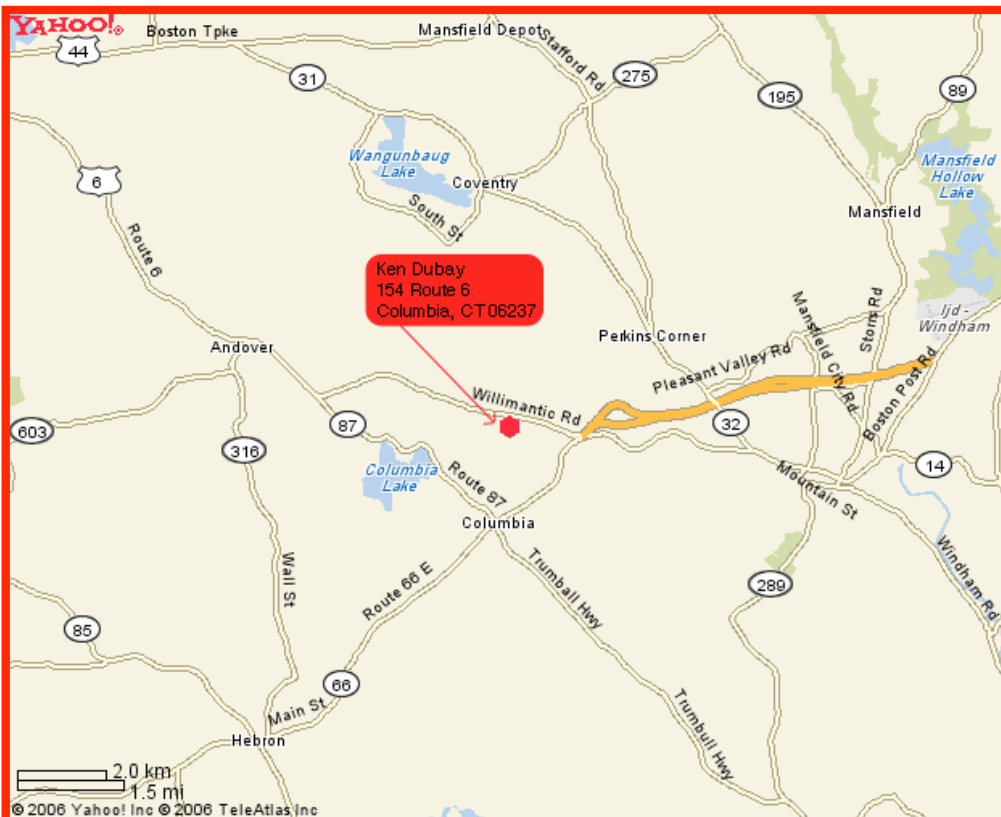 YAHOO!®
Boston Tpke
Mansfield Depot
44
Stafford Rd
31
275
195
89
Wangunbaug
Lake
Mansfield
Hollow
Lake
6
Coventry
South St
Mansfield
Route 6
Ken Dubay
154 Route 6
Columbia, CT 06237
Mansfield City Rd
Storrs Rd
Ijd -
Windham
Perkins Corner
Andover
Pleasant Valley Rd
Boston Post Rd
Willimantic Rd
603
87
32
316
14
Columbia
Lake
Route 87
Mountain St
Columbia
Windham Rd
Wall St
Trumball Hwy
Route 66 E
289
85
66
Main St
Trumbull Hwy
Hebron
2.0 km
1.5 mi
© 2006 Yahoo! Inc © 2006 TeleAtlas, Inc